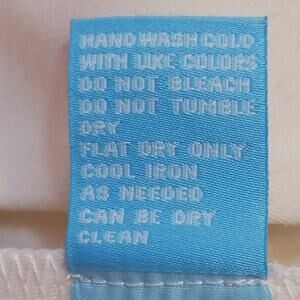 HAND WASH COLD
WITH LIKE COLORS
DO NOT BLEACH
DO NOT TUMBLE
DRY
FLAT DRY ONLY
COOL IRON
AS NEEDED
CAN BE DRY
CLEAN